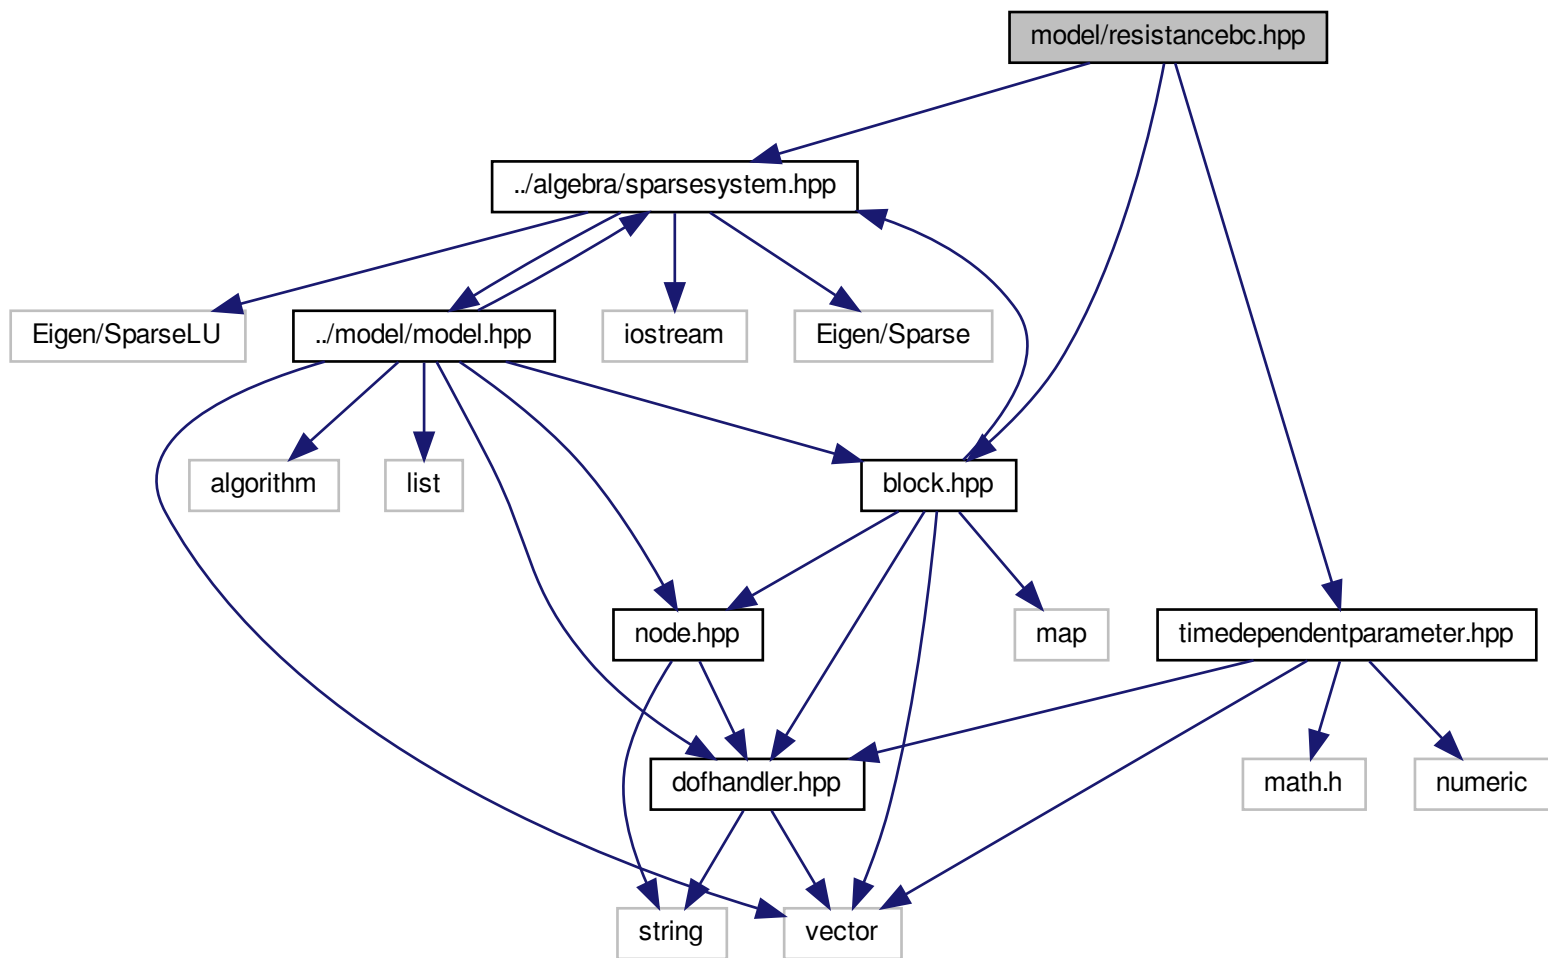 model/resistancebc.hpp
../algebra/sparsesystem.hpp
Eigen/SparseLU
../model/model.hpp
iostream
Eigen/Sparse
algorithm
list
block.hpp
node.hpp
map
timedependentparameter.hpp
dofhandler.hpp
math.h
numeric
string
vector